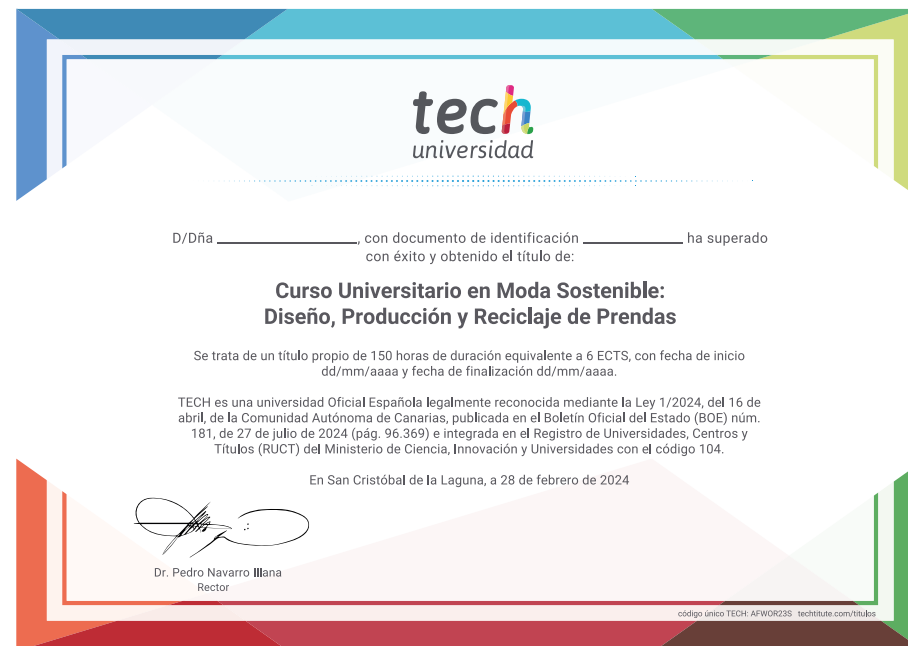 tech
universidad
D/Dña ____________________, con documento de identificación ______________ ha superado
con éxito y obtenido el título de:
Curso Universitario en Moda Sostenible:
Diseño, Producción y Reciclaje de Prendas
Se trata de un título propio de 150 horas de duración equivalente a 6 ECTS, con fecha de inicio
dd/mm/aaaa y fecha de finalización dd/mm/aaaa.
TECH es una universidad Oficial Española legalmente reconocida mediante la Ley 1/2024, del 16 de
abril, de la Comunidad Autónoma de Canarias, publicada en el Boletín Oficial del Estado (BOE) núm.
181, de 27 de julio de 2024 (pág. 96.369) e integrada en el Registro de Universidades, Centros y
Títulos (RUCT) del Ministerio de Ciencia, Innovación y Universidades con el código 104.
En San Cristóbal de la Laguna, a 28 de febrero de 2024
Dr. Pedro Navarro Illana
Rector
código único TECH: AFWOR23S techtitute.com/titulos